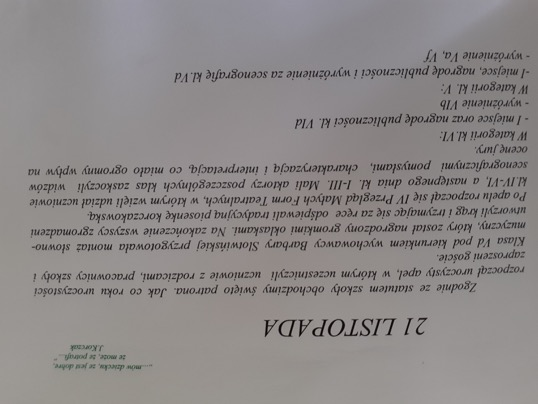 „...mów dziecku, że jest dobre,
że może, że potrafi...”
J.Korczak
21 LISTOPADA
Zgodnie ze statutem szkoły obchodzimy święto patrona. Jak co roku uroczystości
rozpoczął uroczysty apel, w którym uczestniczyli uczniowie z rodzicami, pracownicy szkoły i
zaproszeni goście.
Klasa Vd pod kierunkiem wychowawcy Barbary Słowińskiej przygotowała montaż słowno-
muzyczny, który został nagrodzony gromkimi oklaskami. Na zakończenie wszyscy zgromadzeni
utworzyli krąg i trzymając się za ręce odśpiewali tradycyjną piosenkę korczakowską.
Po apelu rozpoczął się IV Przegląd Małych Form Teatralnych, w którym wzięli udział uczniowie
kl.IV-VI, a następnego dnia kl. I-III. Mali aktorzy poszczególnych klas zaskoczyli widzów
scenograficznymi pomysłami, charakteryzacją i interpretacją, co miało ogromny wpływ na
ocenę jury.
W kategorii kl.VI:
- I miejsce oraz nagrodę publiczności kl. VId
- wyróżnienie VIb
W kategorii kl. V:
-I miejsce, nagrodę publiczności i wyróżnienie za scenografię kl.Vd
- wyróżnienie Va, Vf